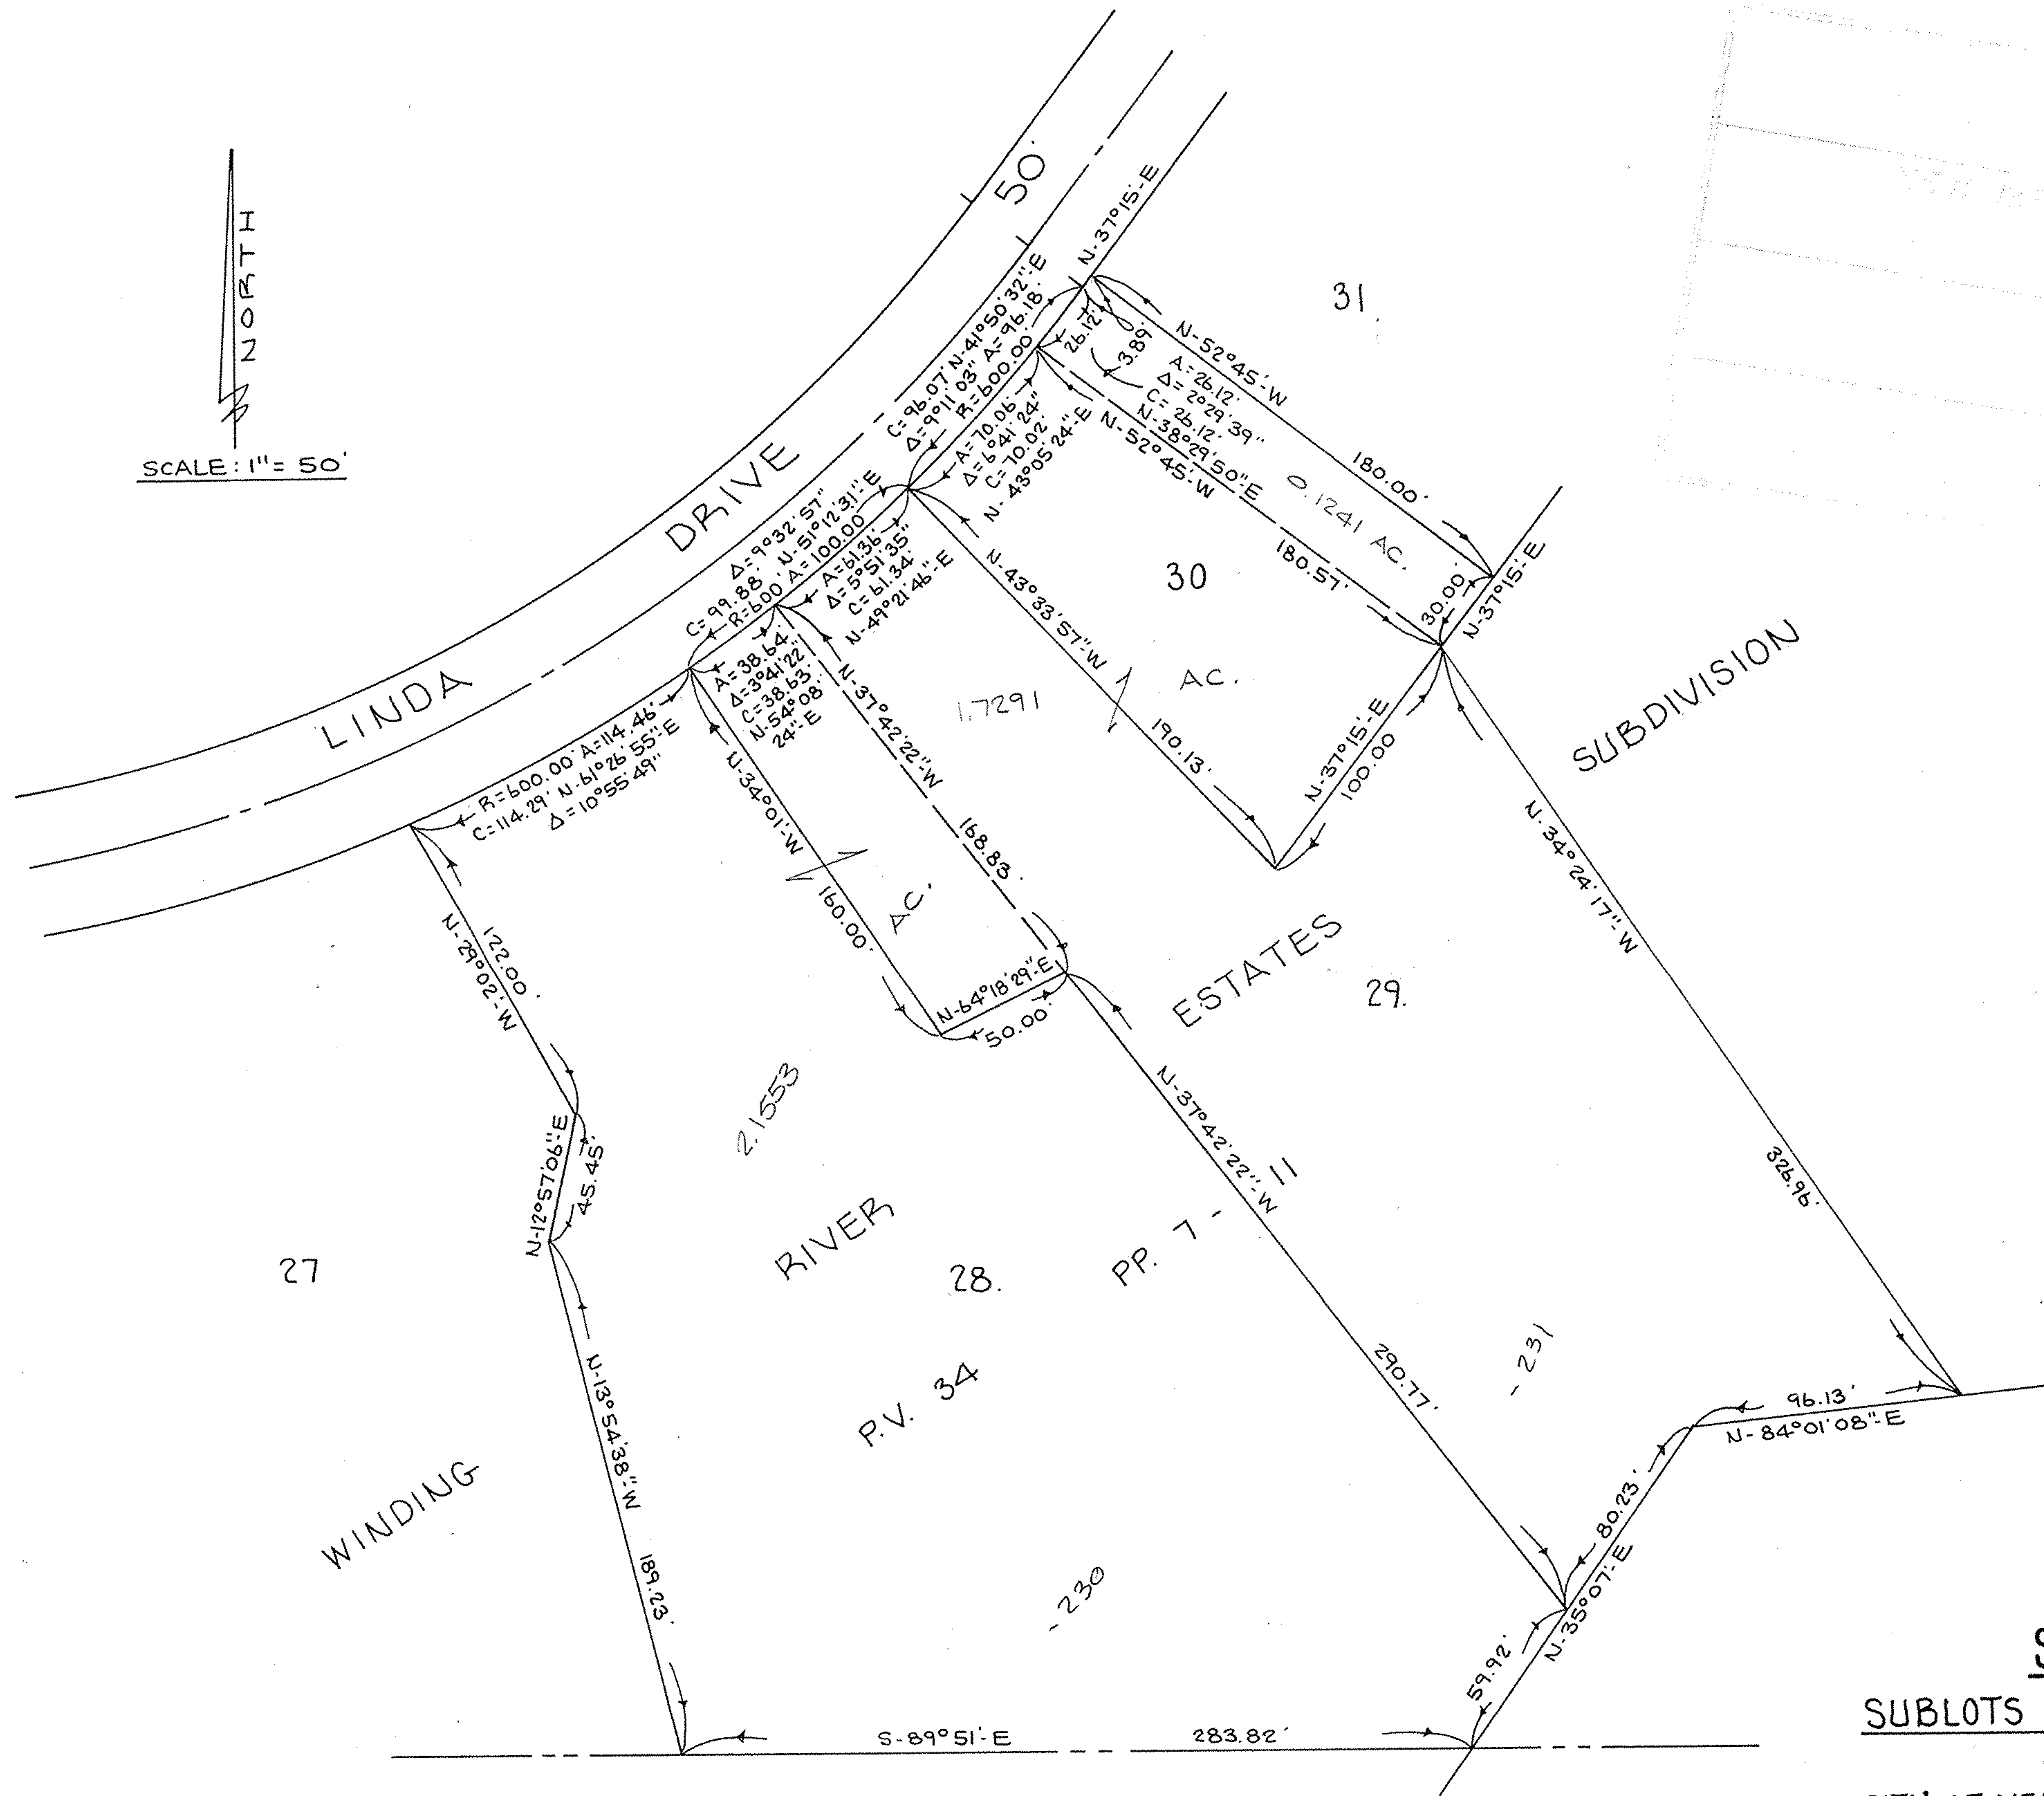 NORTH
SCALE: 1"= 50'
50'
LINDA DRIVE
N-37°15'-E
31
C= 96.07' N-41°50'32"E
Δ=9°11'03" A=96.18'
R=600.00'
26.12'
3.89'
N-52°45'-W
180.00'
A=26.12'
Δ=2°29'39"
C=26.12'
N-38°29'50"E
0.1241 AC.
A=70.06'
Δ=6°41'24"
C=70.02'
N-43°05'24"-E
N-52°45'-W
180.57'
30.00'
N-37°15'-E
Δ=9°32'57"
C=99.88' N-51°12'31"-E
R=600' A=100.00'
A=61.36'
Δ=5°51'35"
C=61.34'
N-49°21'46"-E
30
N-43°33'57"-W
190.13'
1.7291 AC.
N-37°15'-E
100.00
A=38.64'
Δ=3°41'22"
C=38.63'
N-54°08'
24"-E
N-37°42'22"-W
168.83'
R=600.00' A=114.46'
C=114.29' N-61°26'55"-E
Δ=10°55'49"
N-34°01'-W
160.00'
AC.
N-64°18'29"-E
50.00'
N-29°02'-W
122.00'
N-12°57'06"-E
45.45'
N-34°24'17"-W
326.96'
WINDING RIVER ESTATES SUBDIVISION
29.
2.1553
27
28.
N-37°42'22"-W
290.77'
P.V. 34 PP. 7 - 11
-231
-230
N-13°54'38"-W
189.23'
96.13'
N-84°01'08"-E
80.23'
N-35°07'-E
59.92'
S-89°51'-E 283.82'
SUBLOTS